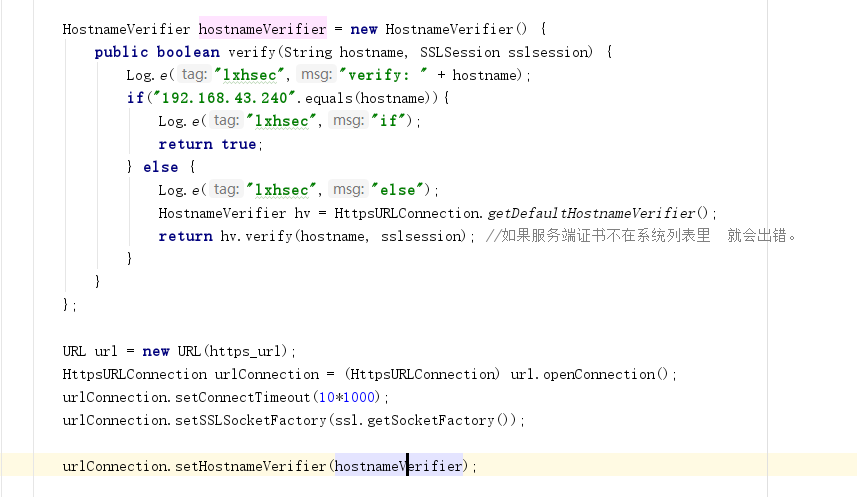 HostnameVerifier hostnameVerifier = new HostnameVerifier() {
public boolean verify(String hostname, SSLSession sslsession) {
Log.e( tag: "lxhsec", msg: "verify: " + hostname);
if("192.168.43.240".equals(hostname)){
Log.e( tag: "lxhsec", msg: "if");
return true;
} else {
Log.e( tag: "lxhsec", msg: "else");
HostnameVerifier hv = HttpsURLConnection.getDefaultHostnameVerifier();
return hv.verify(hostname, sslsession); //如果服务端证书不在系统列表里 就会出错。
}
}
};
URL url = new URL(https_url);
HttpsURLConnection urlConnection = (HttpsURLConnection) url.openConnection();
urlConnection.setConnectTimeout(10*1000);
urlConnection.setSSLSocketFactory(ssl.getSocketFactory());
urlConnection.setHostnameVerifier(hostnameVerifier);